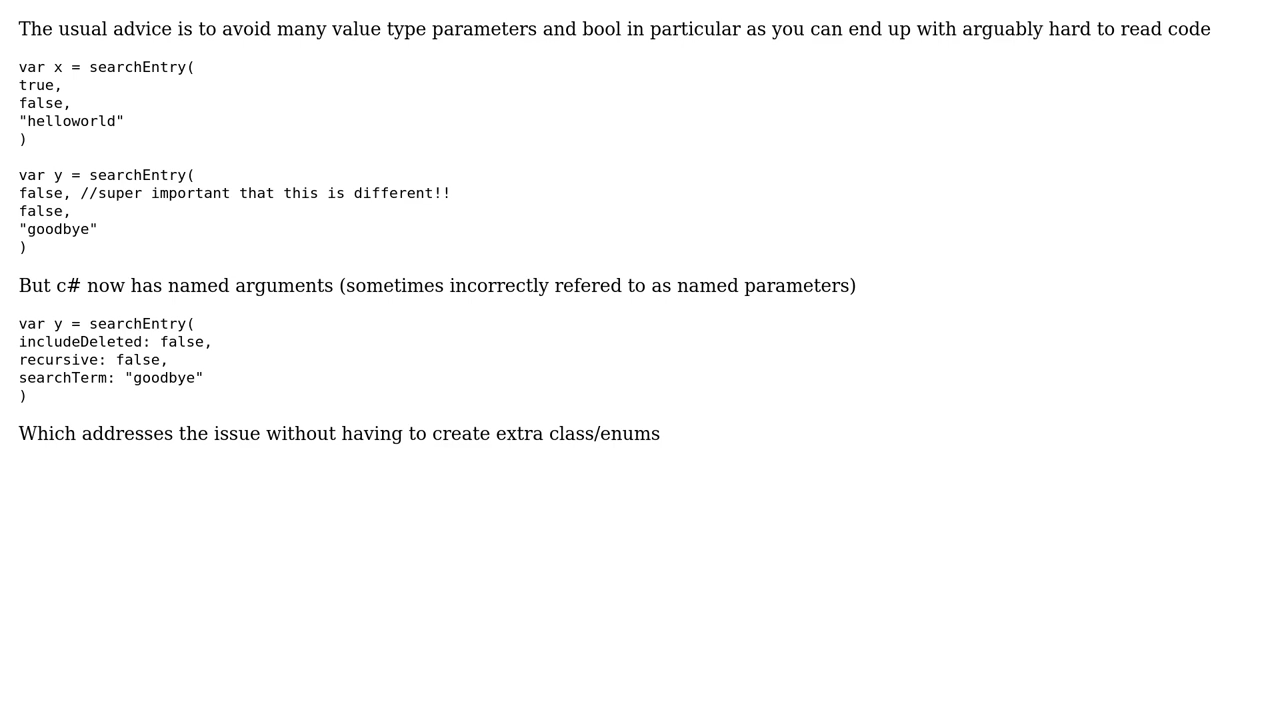 The usual advice is to avoid many value type parameters and bool in particular as you can end up with arguably hard to read code
var x = searchEntry(
true,
false,
"helloworld"
)
var y = searchEntry(
false, //super important that this is different!!
false,
"goodbye"
)
But c# now has named arguments (sometimes incorrectly refered to as named parameters)
var y = searchEntry(
includeDeleted: false,
recursive: false,
searchTerm: "goodbye"
)
Which addresses the issue without having to create extra class/enums